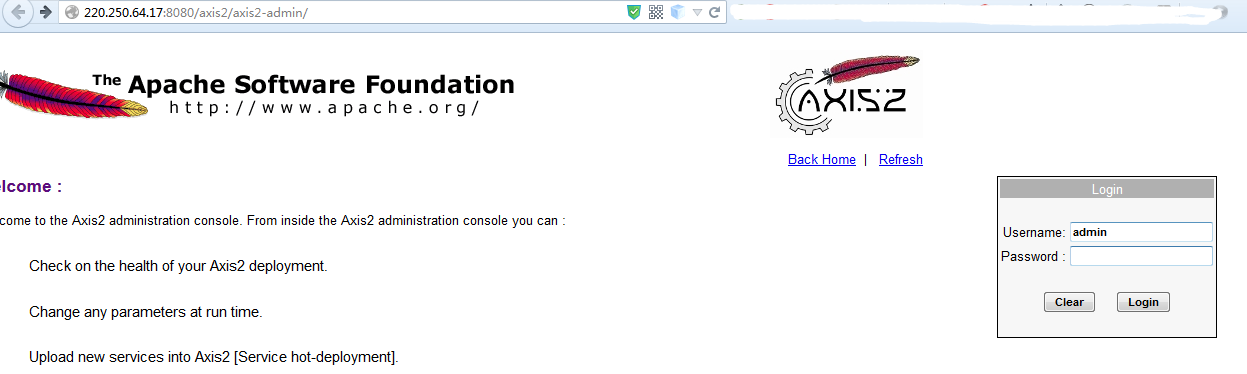 220.250.64.17:8080/axis2/axis2-admin/
The Apache Software Foundation
http://www.apache.org/
AXIS2
Back Home | Refresh
elcome :
Login
come to the Axis2 administration console. From inside the Axis2 administration console you can :
Username: admin
Password :
Check on the health of your Axis2 deployment.
Clear Login
Change any parameters at run time.
Upload new services into Axis2 [Service hot-deployment].